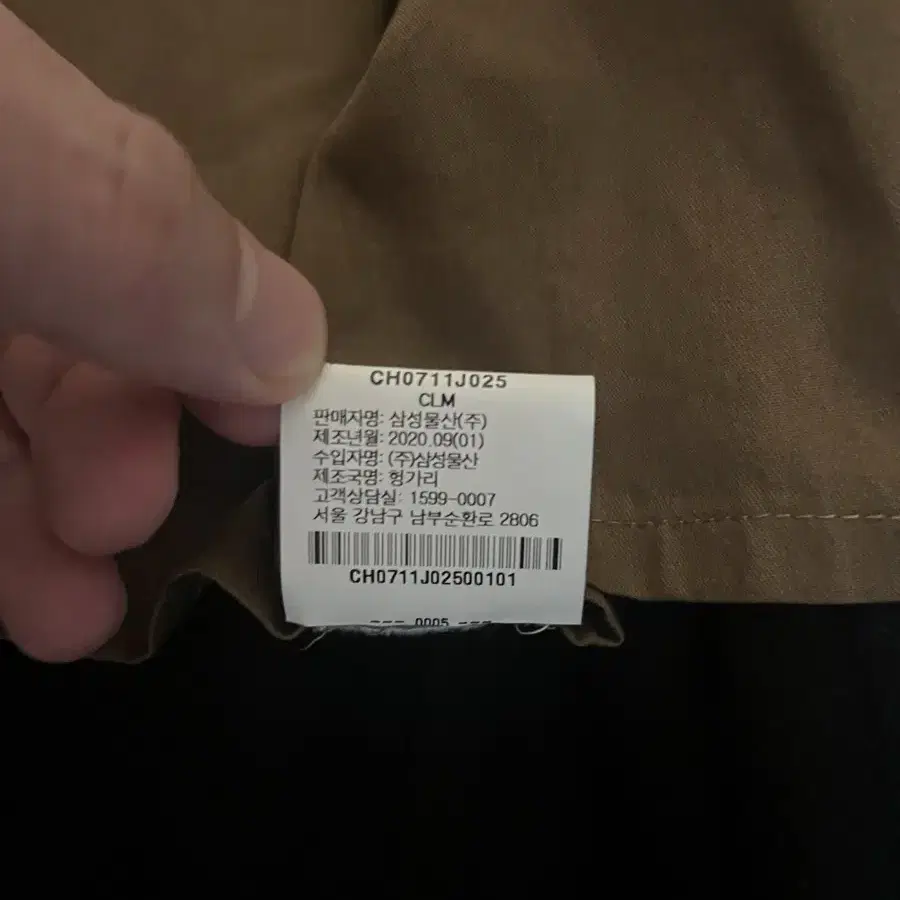 CH0711J025
CLM
판매자명: 삼성물산(주)
제조년월: 2020.09(01)
수입자명: (주)삼성물산
제조국명: 헝가리
고객상담실: 1599-0007
서울 강남구 남부순환로 2806
CH0711J02500101
--- 0005 ---